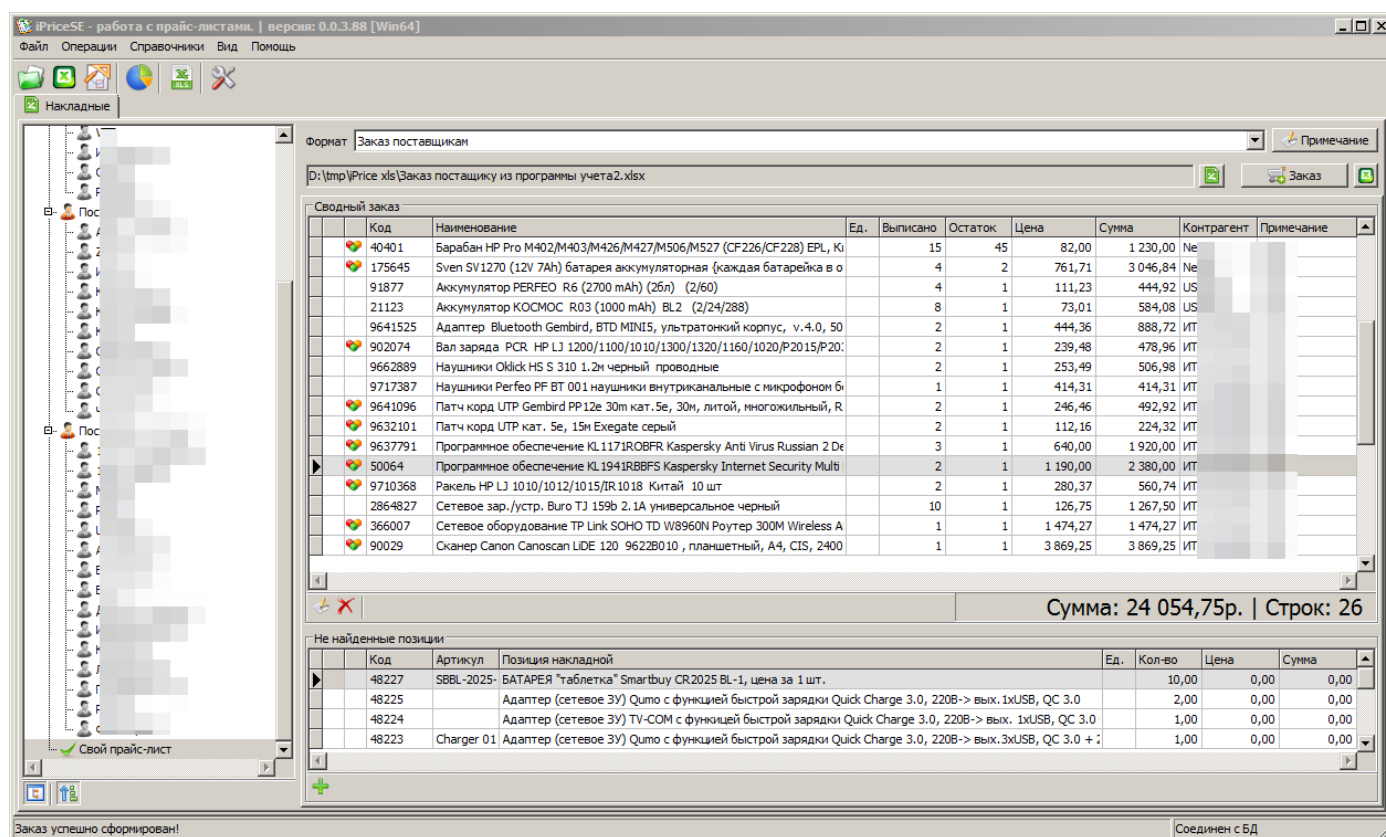 iPriceSE - работа с прайс-листами. | версия: 0.0.3.88 [Win64]
Файл Операции Справочники Вид Помощь
Накладные
Формат Заказ поставщикам Примечание
D:\tmp\iPrice xls\Заказ постащику из программы учета2.xlsx Заказ
Сводный заказ
Код Наименование Ед. Выписано Остаток Цена Сумма Контрагент Примечание
40401 Барабан HP Pro M402/M403/M426/M427/M506/M527 (CF226/CF228) EPL, Ки 15 45 82,00 1 230,00 Ne
175645 Sven SV1270 (12V 7Ah) батарея аккумуляторная {каждая батарейка в о 4 2 761,71 3 046,84 Ne
91877 Аккумулятор PERFEO R6 (2700 mAh) (2бл) (2/60) 4 1 111,23 444,92 US
21123 Аккумулятор КОСМОС R03 (1000 mAh) BL2 (2/24/288) 8 1 73,01 584,08 US
9641525 Адаптер Bluetooth Gembird, BTD MINI5, ультратонкий корпус, v.4.0, 50 2 1 444,36 888,72 ИТ
902074 Вал заряда PCR HP LJ 1200/1100/1010/1300/1320/1160/1020/P2015/P20 2 1 239,48 478,96 ИТ
9662889 Наушники Oklick HS S 310 1.2м черный проводные 2 1 253,49 506,98 ИТ
9717387 Наушники Perfeo PF BT 001 наушники внутриканальные с микрофоном б 1 1 414,31 414,31 ИТ
9641096 Патч корд UTP Gembird PP12e 30m кат.5e, 30м, литой, многожильный, R 2 1 246,46 492,92 ИТ
9632101 Патч корд UTP кат. 5e, 15м Exegate серый 2 1 112,16 224,32 ИТ
9637791 Программное обеспечение KL1171ROBFR Kaspersky Anti Virus Russian 2 De 3 1 640,00 1 920,00 ИТ
50064 Программное обеспечение KL1941RBBFS Kaspersky Internet Security Multi 2 1 1 190,00 2 380,00 ИТ
9710368 Ракель HP LJ 1010/1012/1015/IR1018 Китай 10 шт 2 1 280,37 560,74 ИТ
2864827 Сетевое зар./устр. Buro TJ 159b 2.1A универсальное черный 10 1 126,75 1 267,50 ИТ
366007 Сетевое оборудование TP Link SOHO TD W8960N Роутер 300M Wireless A 1 1 1 474,27 1 474,27 ИТ
90029 Сканер Canon Canoscan LiDE 120 9622B010 , планшетный, A4, CIS, 2400 1 1 3 869,25 3 869,25 ИТ
Сумма: 24 054,75р. | Строк: 26
Не найденные позиции
Код Артикул Позиция накладной Ед. Кол-во Цена Сумма
48227 SBBL-2025- БАТАРЕЯ "таблетка" Smartbuy CR2025 BL-1, цена за 1 шт. 10,00 0,00 0,00
48225 Адаптер (сетевое ЗУ) Qumo с функцией быстрой зарядки Quick Charge 3.0, 220В-> вых.1xUSB, QC 3.0 2,00 0,00 0,00
48224 Адаптер (сетевое ЗУ) TV-COM с функицей быстрой зарядки Quick Charge 3.0, 220В-> вых. 1xUSB, QC 3.0 1,00 0,00 0,00
48223 Charger 01 Адаптер (сетевое ЗУ) Qumo с функцией быстрой зарядки Quick Charge 3.0, 220В-> вых.3xUSB, QC 3.0 + 2 1,00 0,00 0,00
Пос
Пос
Свой прайс-лист
Заказ успешно сформирован! Соединен с БД